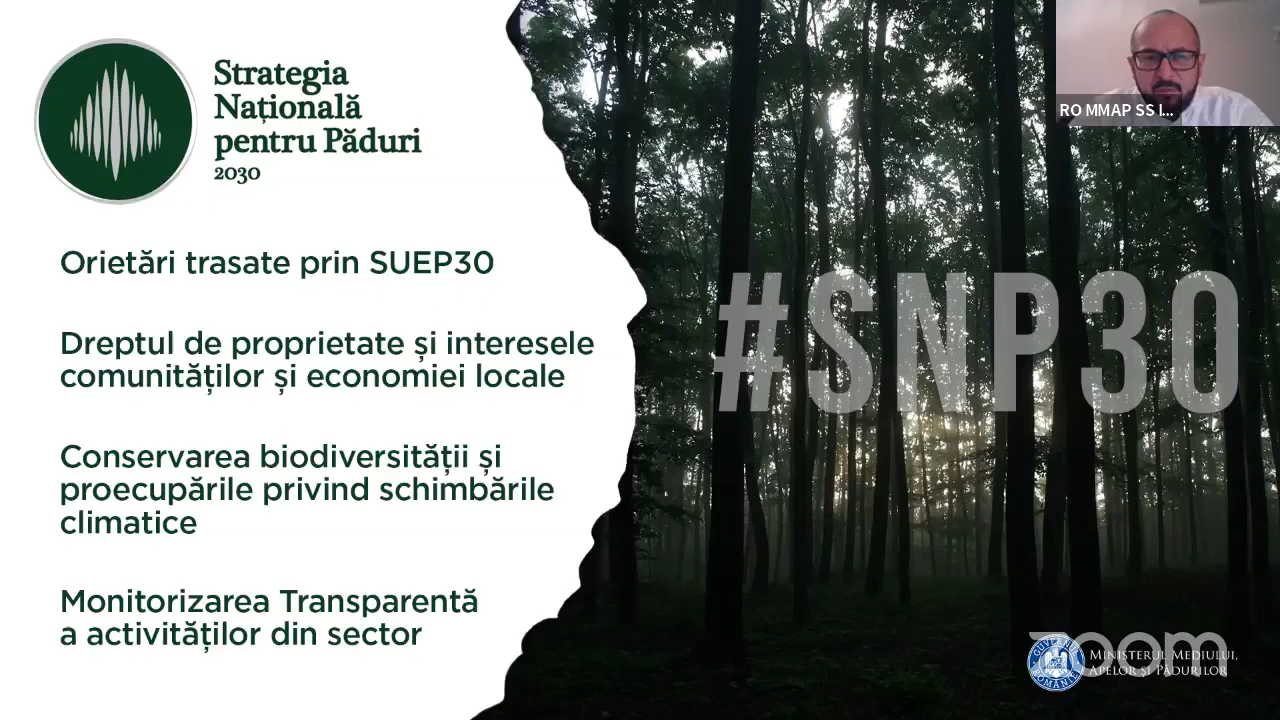 Strategia
Națională
pentru Păduri
2030
RO MMAP SS I...
Orietări trasate prin SUEP30
#SNP30
Dreptul de proprietate și interesele
comunităților și economiei locale
Conservarea biodiversității și
proecupările privind schimbările
climatice
Monitorizarea Transparentă
a activităților din sector
zoom
GUVERNUL ROMÂNIEI
Ministerul Mediului,
Apelor și Pădurilor